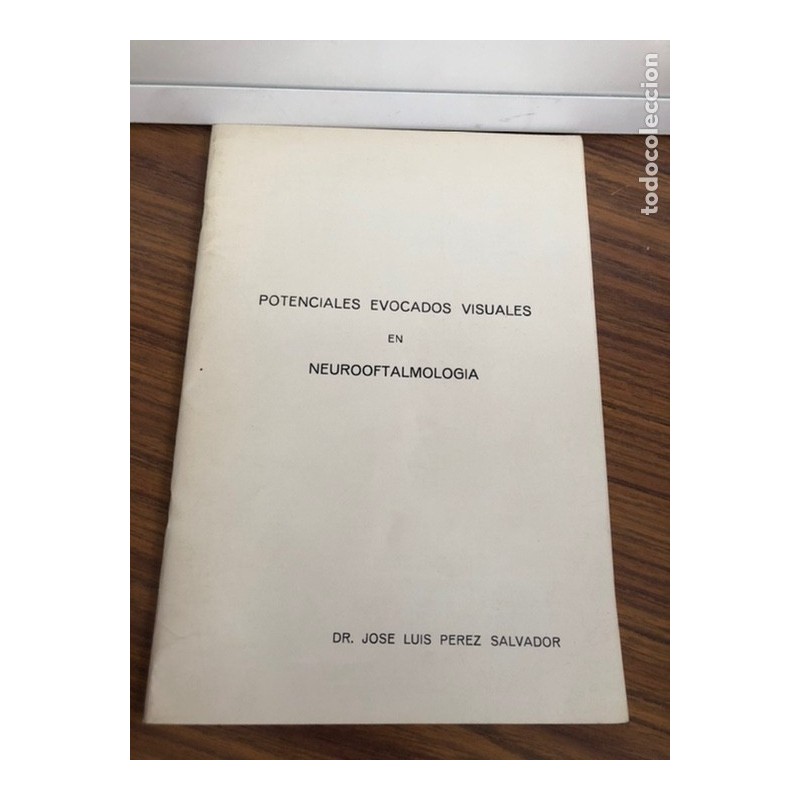 POTENCIALES EVOCADOS VISUALES
EN
NEUROOFTALMOLOGIA
DR. JOSE LUIS PEREZ SALVADOR
todocoleccion